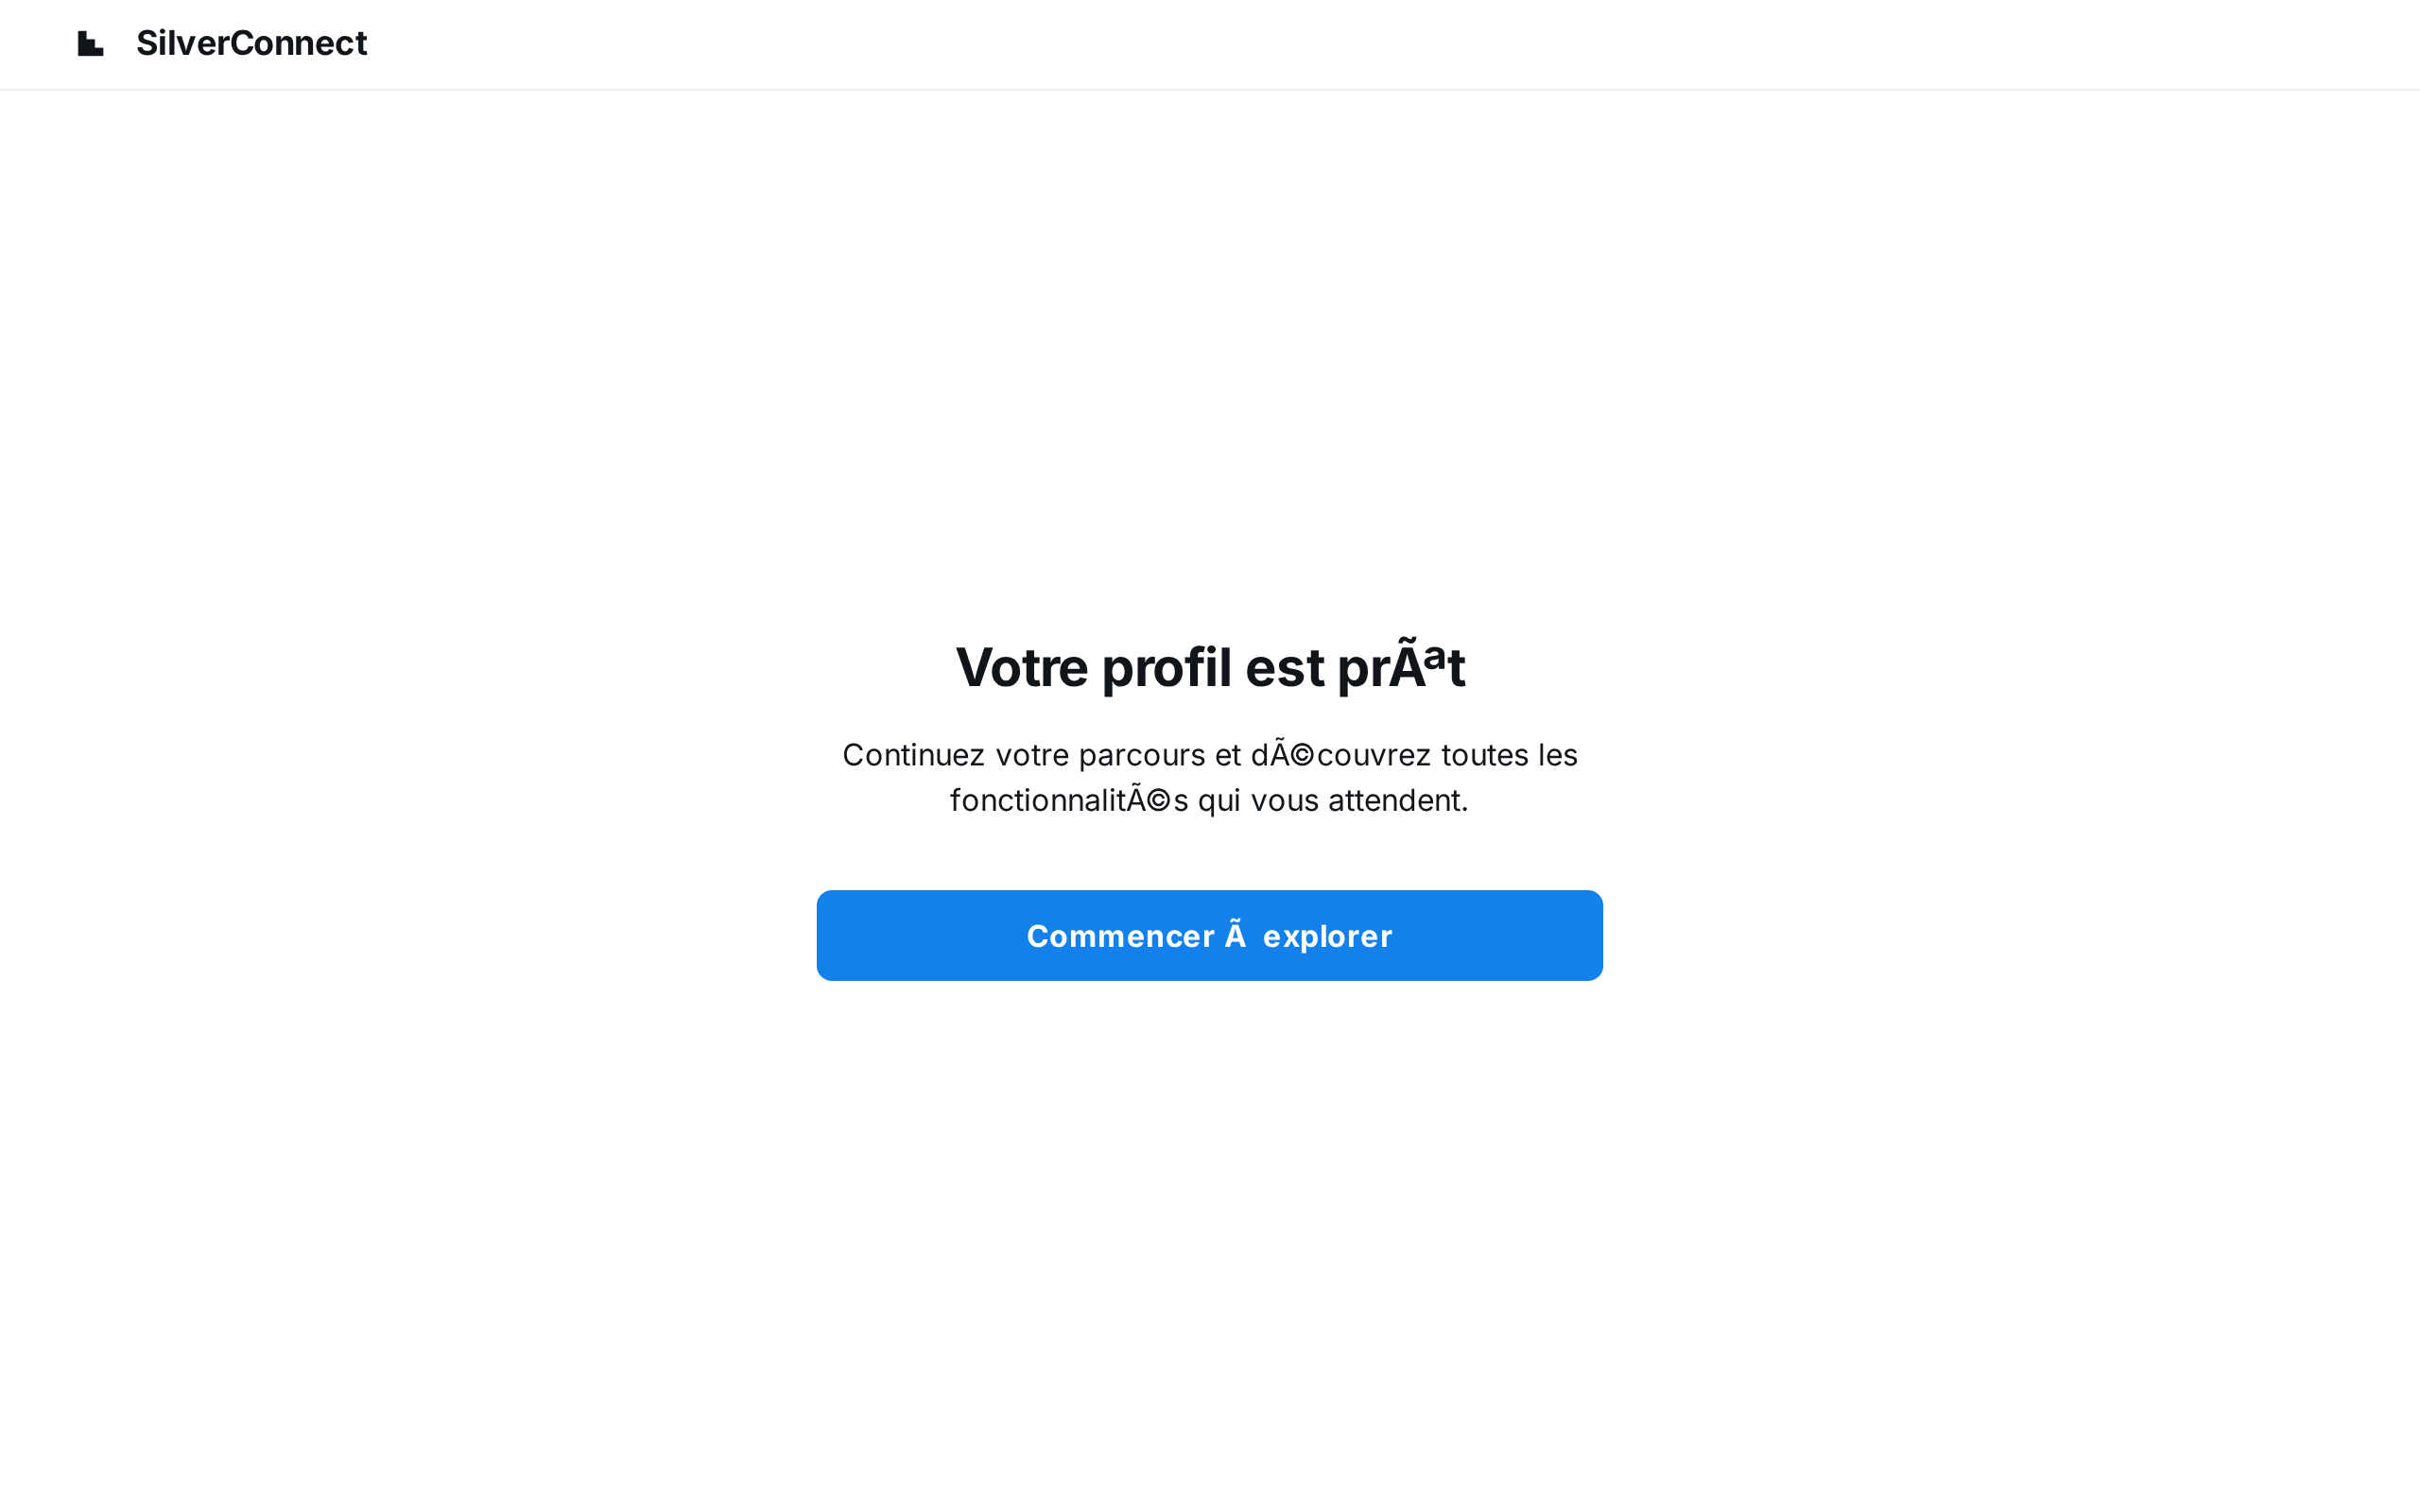 SilverConnect
Votre profil est prÃªt
Continuez votre parcours et dÃ©couvrez toutes les
fonctionnalitÃ©s qui vous attendent.
Commencer Ã  explorer